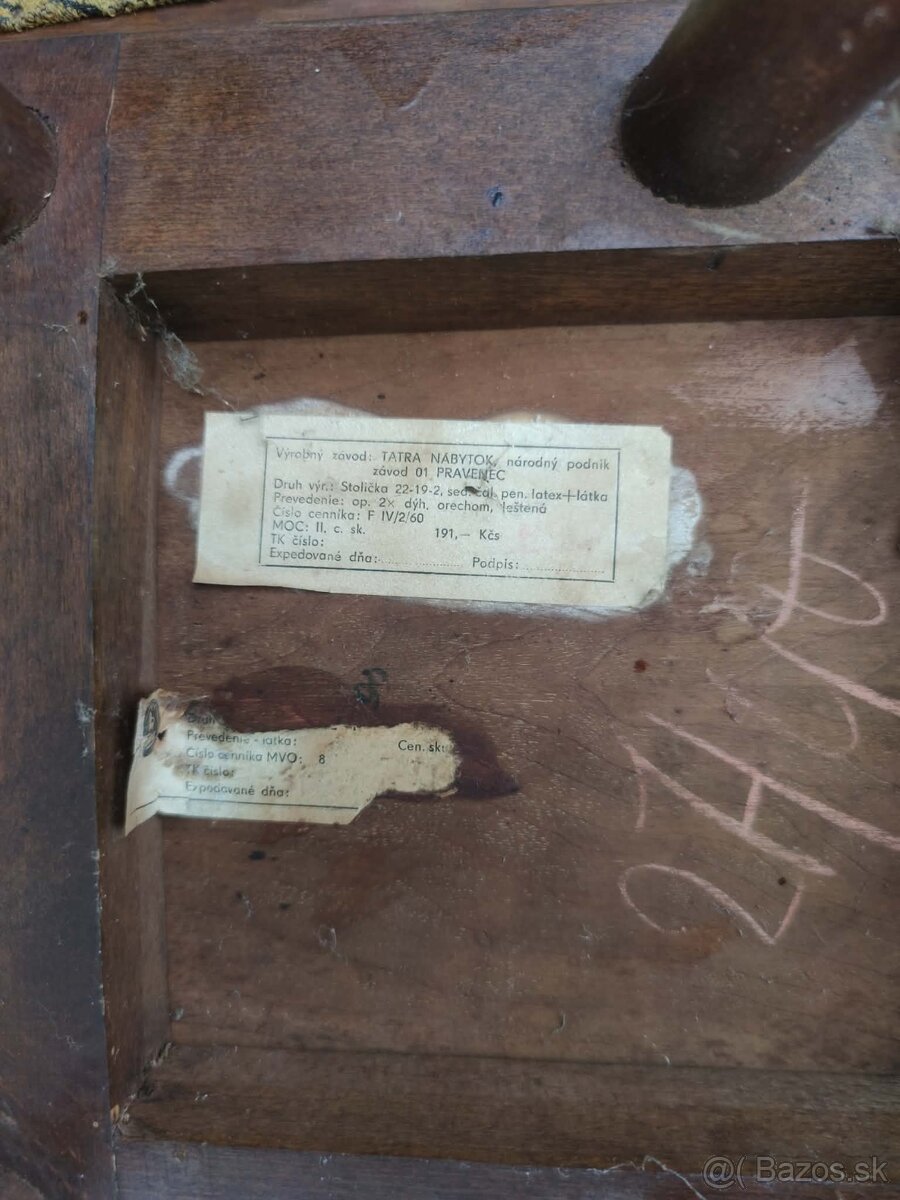 Výrobný závod: TATRA NÁBYTOK, národný podnik
závod 01 PRAVENEC
Druh výr.: Stolička 22-19-2, sed. čal. pen. latex+látka
Prevedenie: op. 2× dýh. orechom, leštená
Číslo cenníka: F IV/2/60
MOC: II. c. sk. 191,— Kčs
TK číslo:
Expedované dňa: Podpis:
Druh
Prevedenie - látka:
Číslo cenníka MVO: 8 Cen. sk.
TK číslo:
Expedované dňa:
@( Bazos.sk